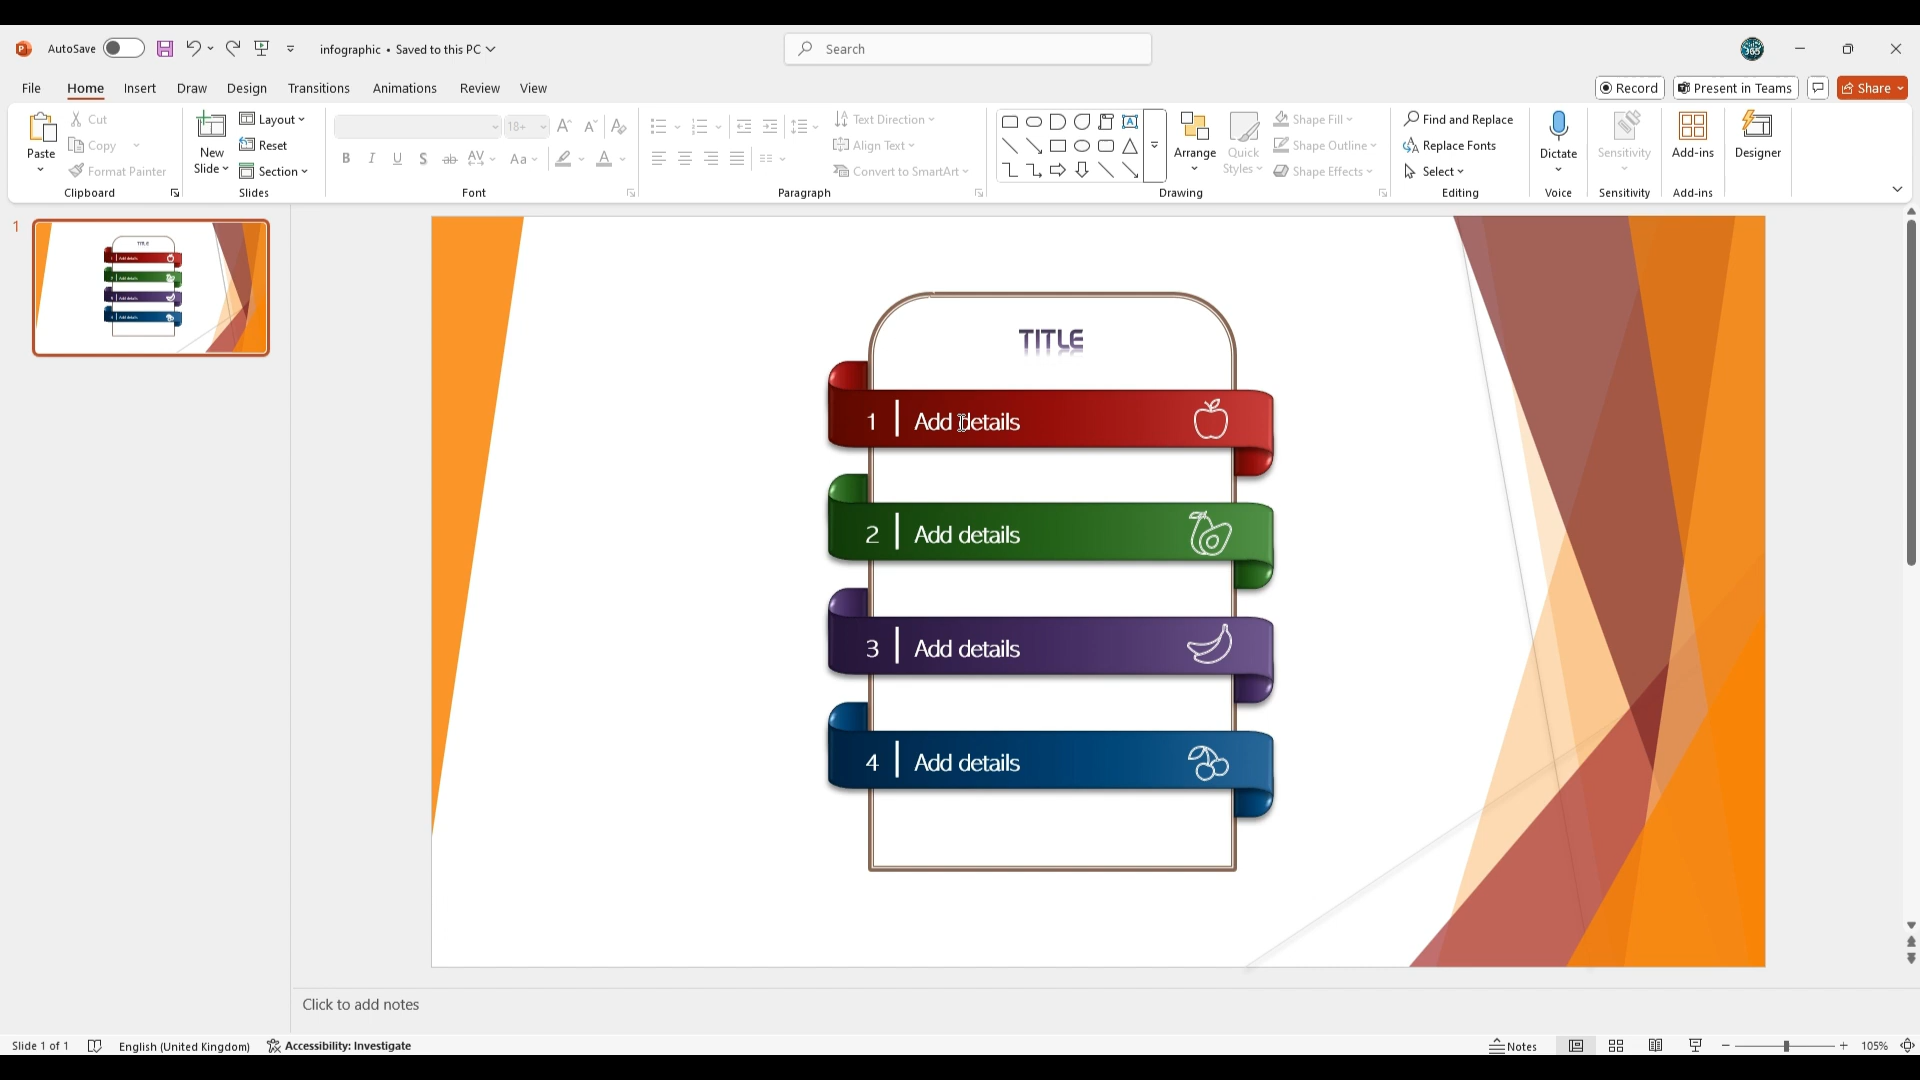 AutoSave
infographic • Saved to this PC
Search
File Home Insert Draw Design Transitions Animations Review View
Record Present in Teams Share
Paste
Cut
Copy
Format Painter
Clipboard
New
Slide
Layout
Reset
Section
Slides
18+
B I U S ab AV Aa A
Font
Text Direction
Align Text
Convert to SmartArt
Paragraph
Arrange
Quick
Styles
Shape Fill
Shape Outline
Shape Effects
Drawing
Find and Replace
Replace Fonts
Select
Editing
Dictate
Voice
Sensitivity
Sensitivity
Add-ins
Add-ins
Designer
1
TITLE
1 Add details
2 Add details
3 Add details
4 Add details
Click to add notes
Slide 1 of 1 English (United Kingdom) Accessibility: Investigate Notes 105%